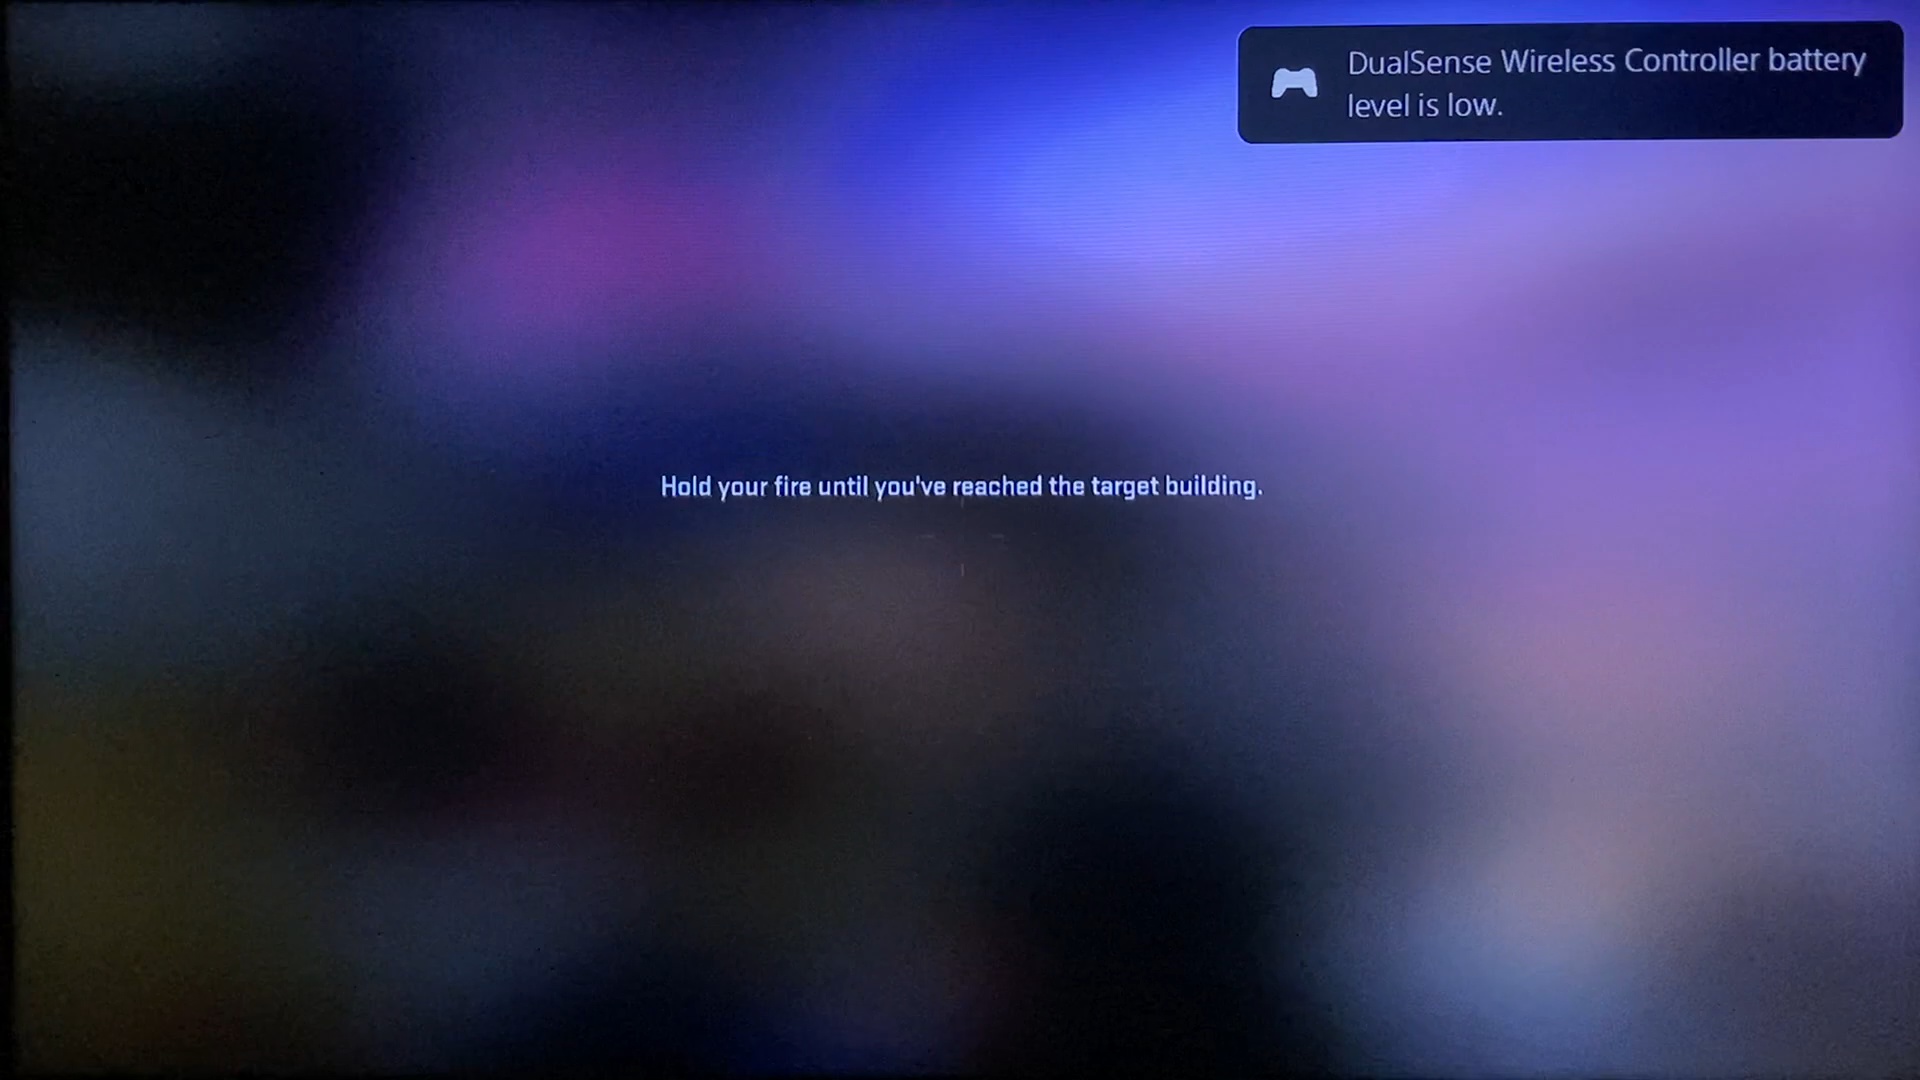 DualSense Wireless Controller battery
level is low.
Hold your fire until you've reached the target building.